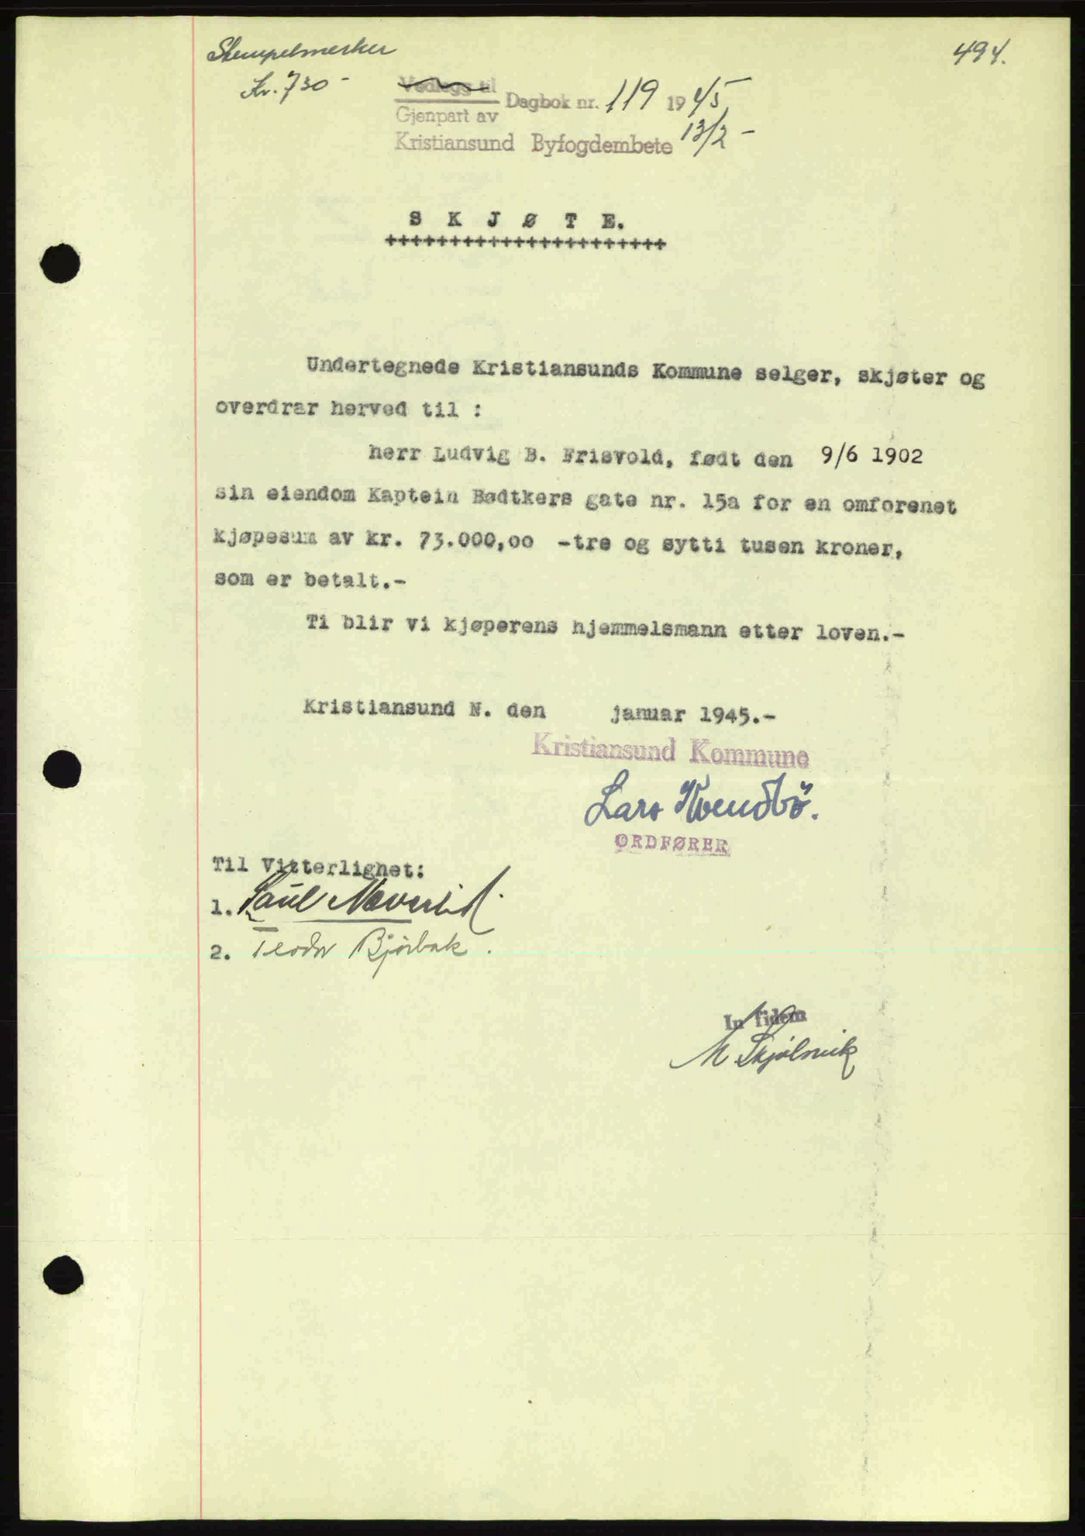 Stempelmerker
Kr. 730 -
494.
Vedlegg til
Gjenpart av
Dagbok nr. 119 1945
Kristiansund Byfogdembete 13/2 -
S K J Ø T E.
++++++++++++++++++++++
Undertegnede Kristiansunds Kommune selger, skjøter og
overdrar herved til :
herr Ludvig B. Frisvold, født den 9/6 1902
sin eiendom Kaptein Bødtkers gate nr. 15a for en omforenet
kjøpesum av kr. 73.000,oo -tre og sytti tusen kroner,
som er betalt.-
Ti blir vi kjøperens hjemmelsmann etter loven.-
Kristiansund N. den januar 1945.-
Kristiansund Kommune
Lars Kvendbö.
ORDFØRER
Til Vitterlighet:
1. Paul
2. Teodor Bjørbak.
In fidem
M Skjølsvik